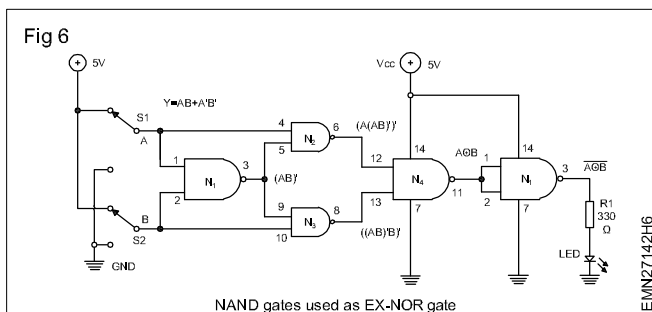 Fig 6
5V
Vcc 5V
Y=AB+A'B'
S1
A
1
2
N1
3
(AB)'
4
5
N2
6
(A(AB)')'
9
10
N3
8
((AB)'B')'
B
S2
GND
12
13
14
N4
11
7
A⊙B
1
2
14
N1
3
7
A⊙B
R1
330
Ω
LED
NAND gates used as EX-NOR gate
EMN27142H6